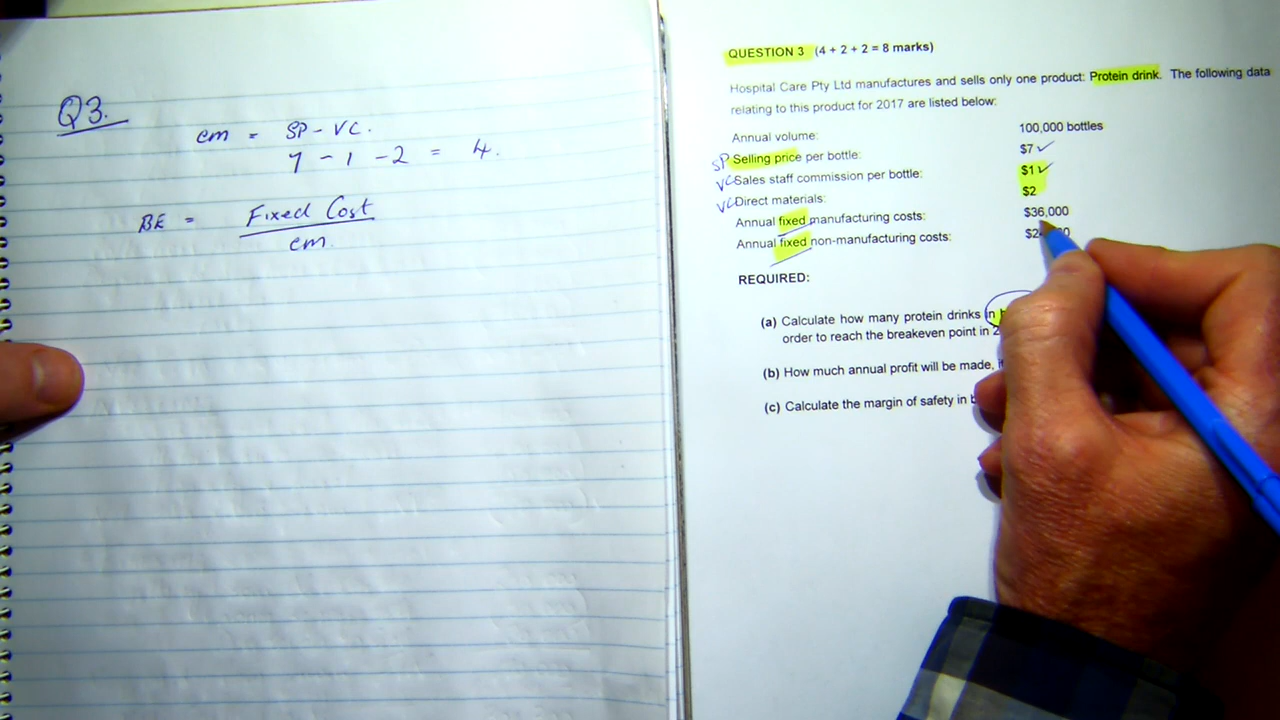 Q3.
cm = SP - VC.
7 - 1 - 2 = 4.
BE = Fixed Cost
cm.
QUESTION 3 (4 + 2 + 2 = 8 marks)
Hospital Care Pty Ltd manufactures and sells only one product: Protein drink. The following data
relating to this product for 2017 are listed below:
Annual volume: 100,000 bottles
SP Selling price per bottle: $7 ✓
VC Sales staff commission per bottle: $1 ✓
VC Direct materials: $2
Annual fixed manufacturing costs: $36,000
Annual fixed non-manufacturing costs:
REQUIRED:
(a) Calculate how many protein drinks in
order to reach the breakeven point in
(b) How much annual profit will be made,
(c) Calculate the margin of safety in